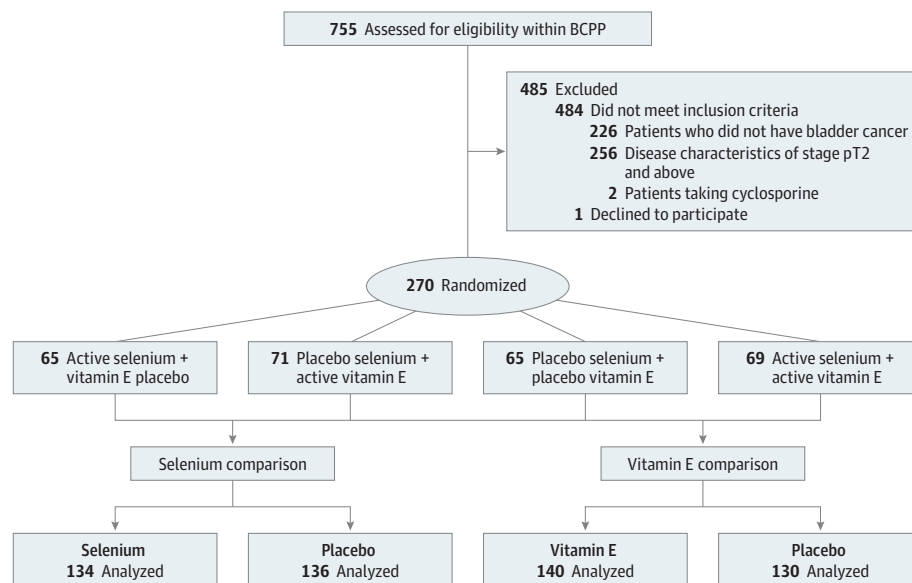 755 Assessed for eligibility within BCPP
485 Excluded
484 Did not meet inclusion criteria
226 Patients who did not have bladder cancer
256 Disease characteristics of stage pT2
and above
2 Patients taking cyclosporine
1 Declined to participate
270 Randomized
65 Active selenium +
vitamin E placebo
71 Placebo selenium +
active vitamin E
65 Placebo selenium +
placebo vitamin E
69 Active selenium +
active vitamin E
Selenium comparison
Vitamin E comparison
Selenium
134 Analyzed
Placebo
136 Analyzed
Vitamin E
140 Analyzed
Placebo
130 Analyzed